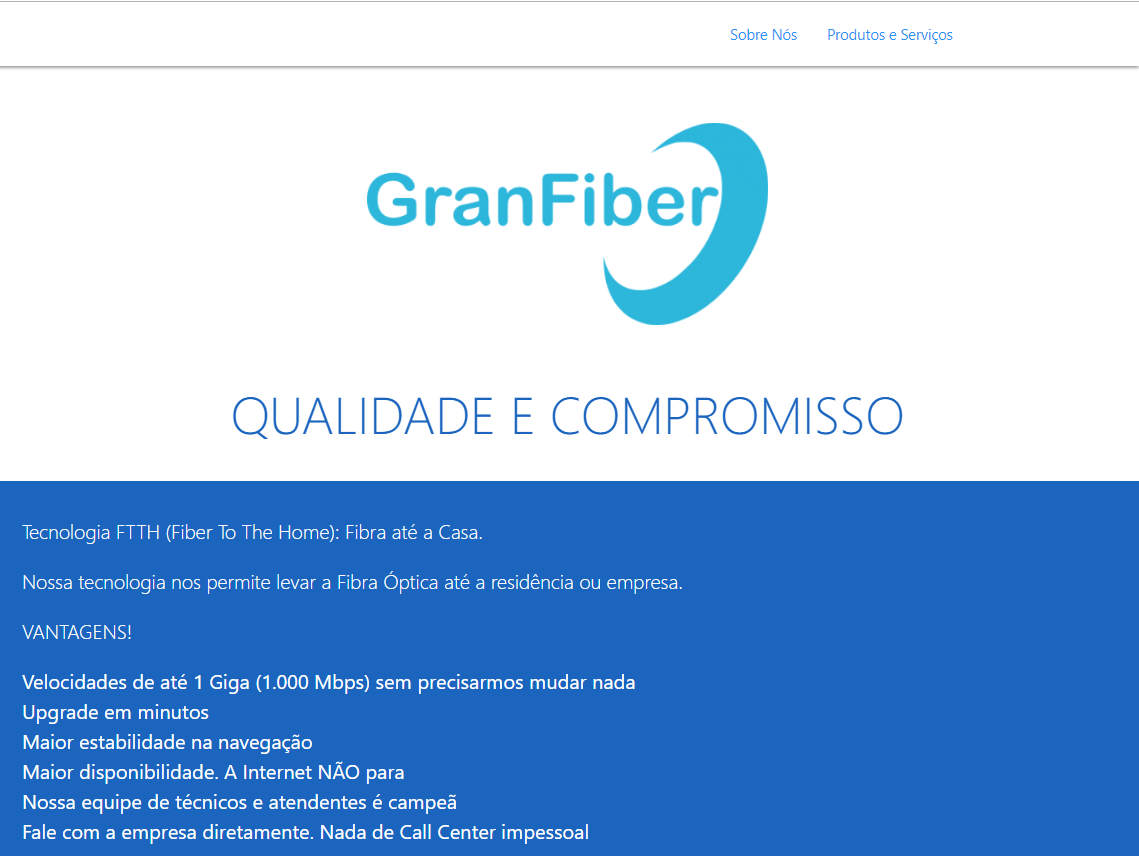 Sobre Nós Produtos e Serviços
GranFiber
QUALIDADE E COMPROMISSO
Tecnologia FTTH (Fiber To The Home): Fibra até a Casa.
Nossa tecnologia nos permite levar a Fibra Óptica até a residência ou empresa.
VANTAGENS!
Velocidades de até 1 Giga (1.000 Mbps) sem precisarmos mudar nada
Upgrade em minutos
Maior estabilidade na navegação
Maior disponibilidade. A Internet NÃO para
Nossa equipe de técnicos e atendentes é campeã
Fale com a empresa diretamente. Nada de Call Center impessoal